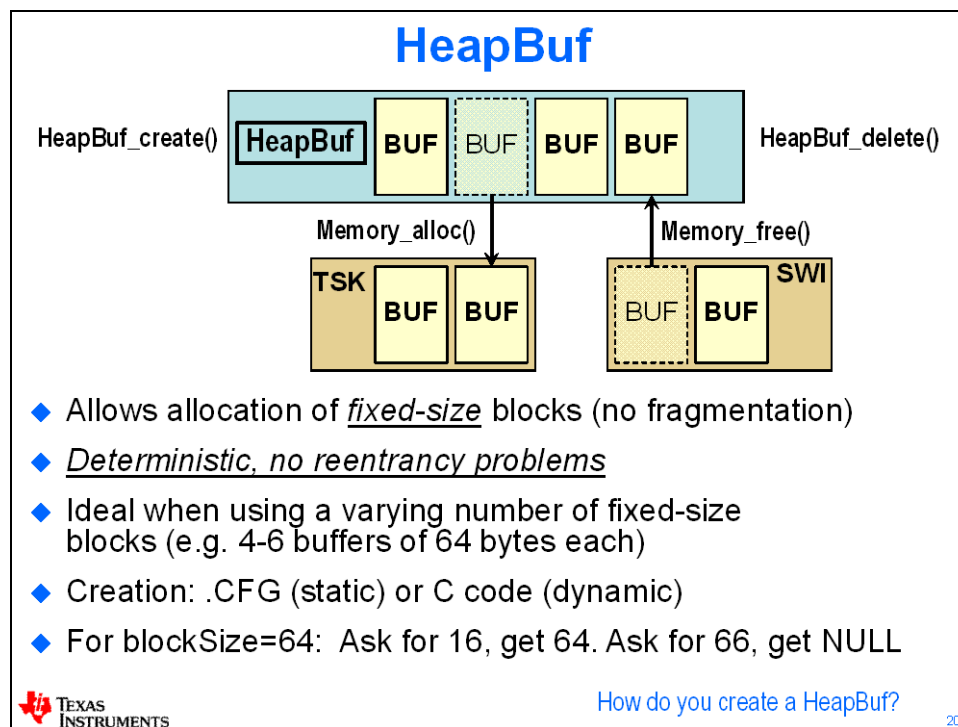 HeapBuf
HeapBuf_create()
HeapBuf
BUF
BUF
BUF
BUF
HeapBuf_delete()
Memory_alloc()
Memory_free()
TSK
BUF
BUF
BUF
BUF
SWI
Allows allocation of fixed-size blocks (no fragmentation)
Deterministic, no reentrancy problems
Ideal when using a varying number of fixed-size
blocks (e.g. 4-6 buffers of 64 bytes each)
Creation: .CFG (static) or C code (dynamic)
For blockSize=64: Ask for 16, get 64. Ask for 66, get NULL
TEXAS
INSTRUMENTS
How do you create a HeapBuf?
20